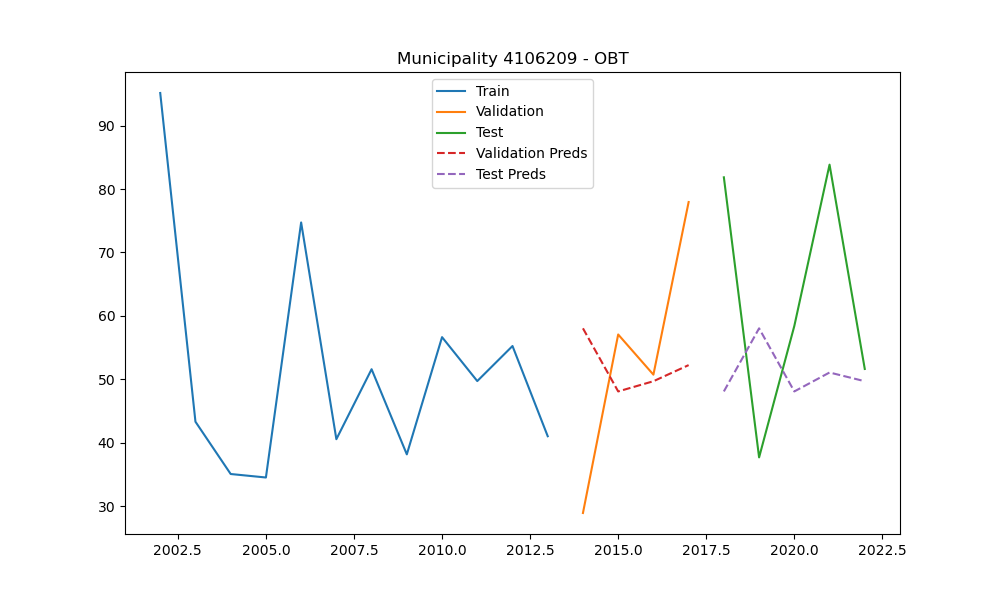 Municipality 4106209 - OBT
Train
Validation
Test
Validation Preds
Test Preds
90
80
70
60
50
40
30
2002.5 2005.0 2007.5 2010.0 2012.5 2015.0 2017.5 2020.0 2022.5